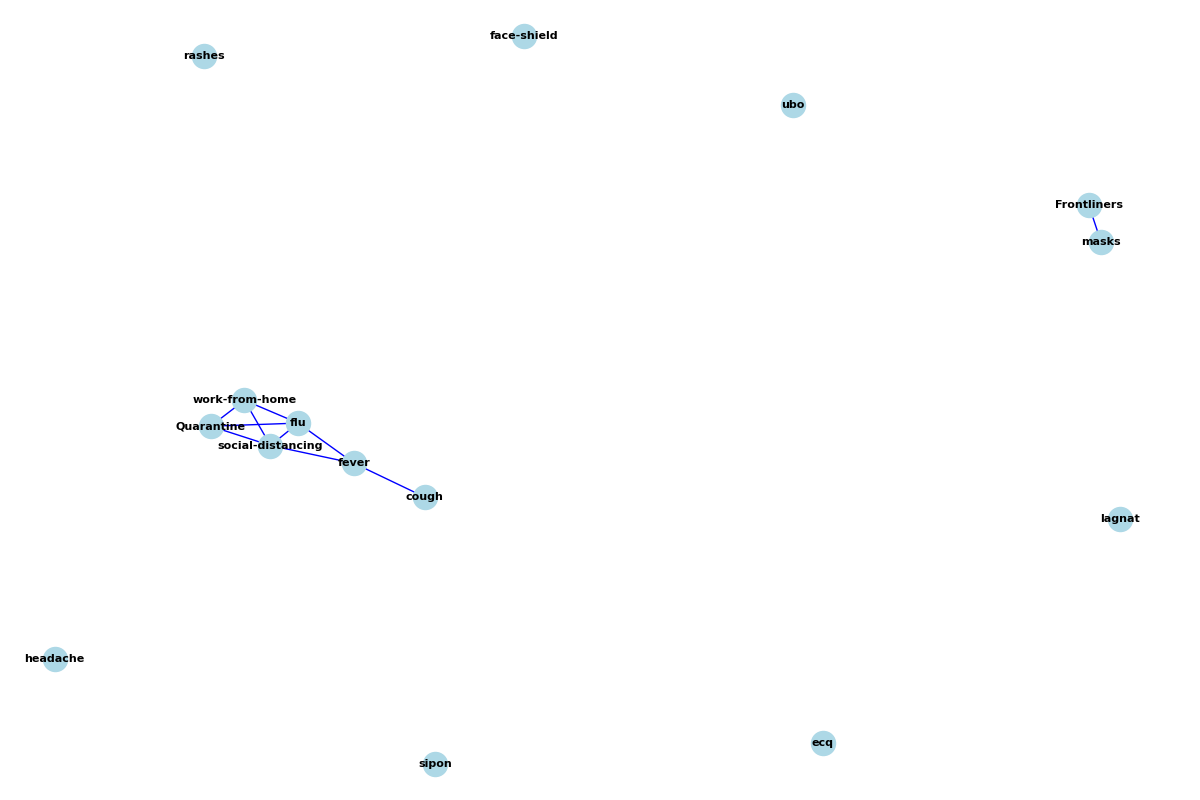 face-shield
rashes
ubo
Frontliners
masks
work-from-home
flu
Quarantine
social-distancing
fever
cough
lagnat
headache
ecq
sipon